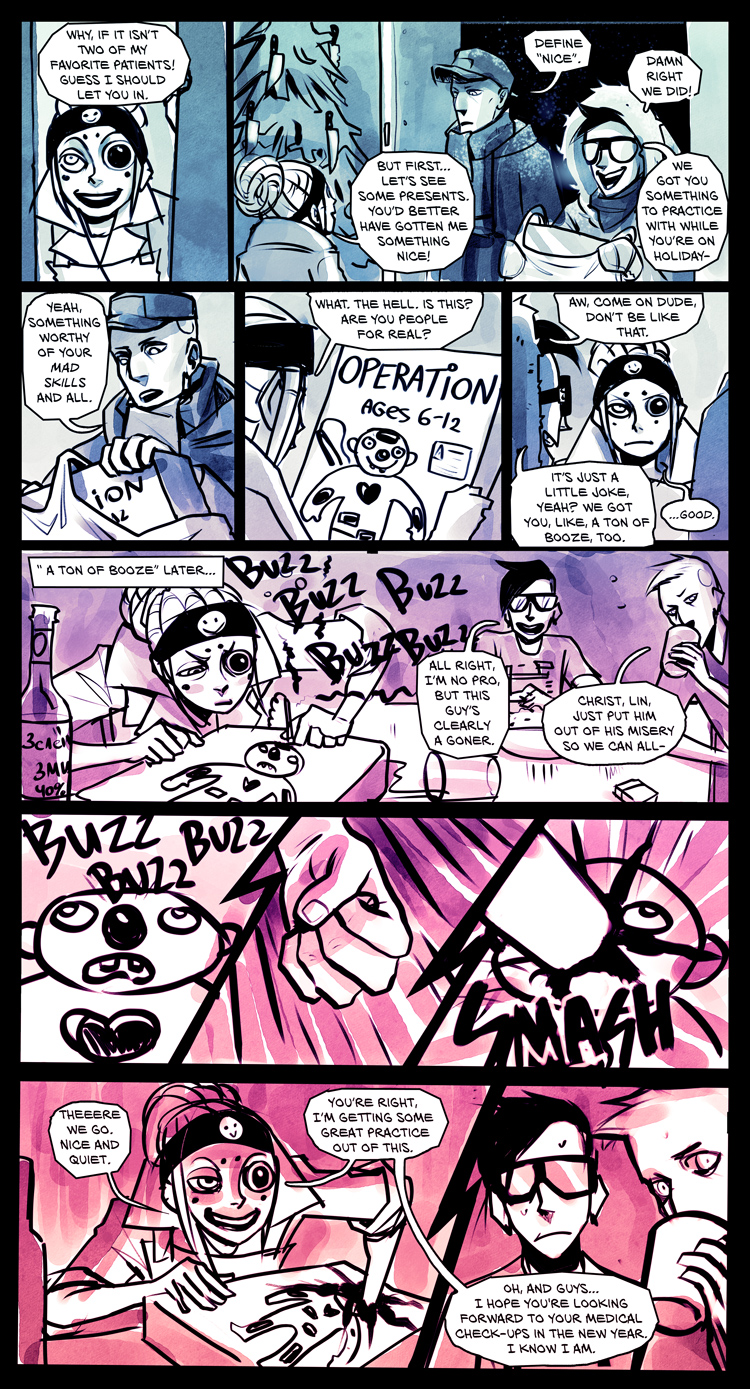 WHY, IF IT ISN'T
TWO OF MY
FAVORITE PATIENTS!
GUESS I SHOULD
LET YOU IN.
DEFINE
"NICE".
DAMN
RIGHT
WE DID!
BUT FIRST...
LET'S SEE
SOME PRESENTS.
YOU'D BETTER
HAVE GOTTEN ME
SOMETHING
NICE!
WE
GOT YOU
SOMETHING
TO PRACTICE
WITH WHILE
YOU'RE ON
HOLIDAY-
YEAH,
SOMETHING
WORTHY
OF YOUR
MAD
SKILLS
AND ALL.
iON
12
WHAT. THE HELL. IS THIS?
ARE YOU PEOPLE
FOR REAL?
OPERATiON
AGES 6-12
AW, COME ON DUDE,
DON'T BE LIKE
THAT.
IT'S JUST A
LITTLE JOKE,
YEAH? WE GOT
YOU, LIKE, A TON OF
BOOZE, TOO.
...GOOD.
"A TON OF BOOZE" LATER...
BUZZ
BUZZ
BUZZ
BUZZ
BUZZ
ALL RIGHT,
I'M NO PRO,
BUT THIS
GUY'S
CLEARLY
A GONER.
CHRIST, LIN,
JUST PUT HIM
OUT OF HIS MISERY
SO WE CAN ALL-
ЗМИ
40%
BUZZ
BUZZ
BUZZ
SMASH
THEEERE
WE GO.
NICE AND
QUIET.
YOU'RE RIGHT,
I'M GETTING SOME
GREAT PRACTICE
OUT OF THIS.
OH, AND GUYS...
I HOPE YOU'RE LOOKING
FORWARD TO YOUR MEDICAL
CHECK-UPS IN THE NEW YEAR.
I KNOW I AM.